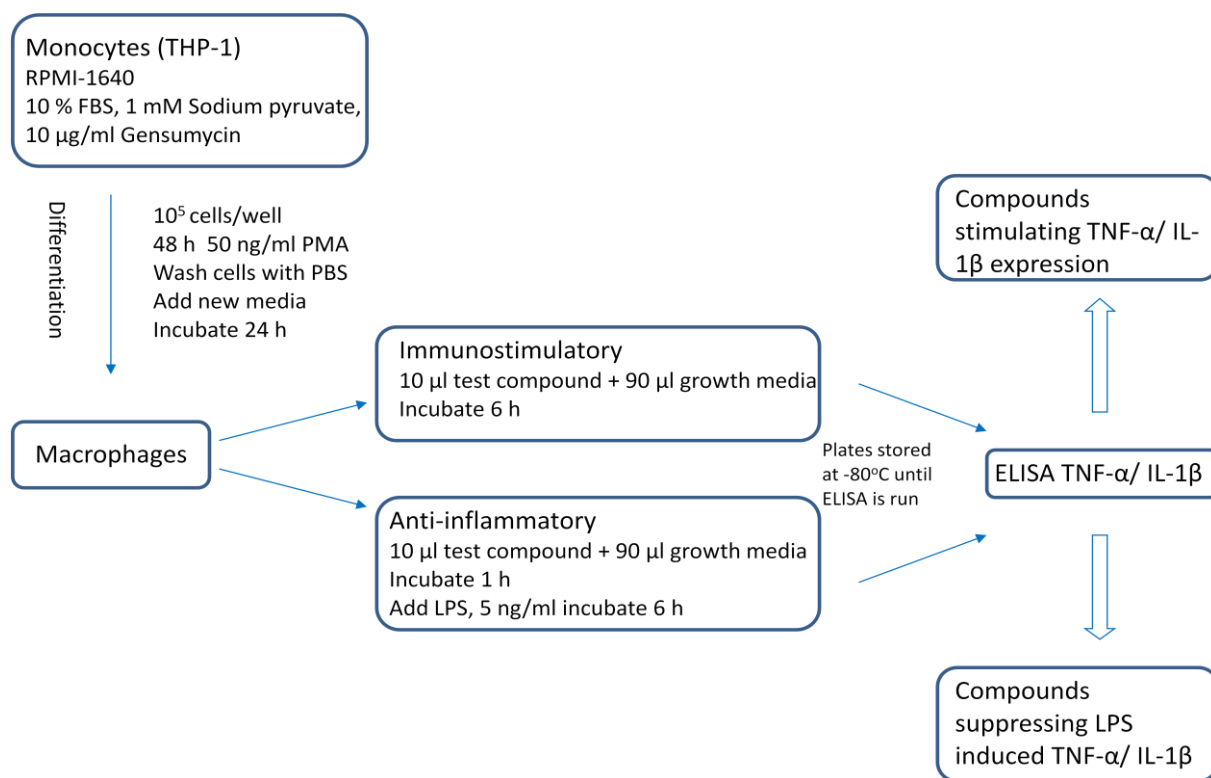 Monocytes (THP-1)
RPMI-1640
10 % FBS, 1 mM Sodium pyruvate,
10 µg/ml Gensumycin
Differentiation
10⁵ cells/well
48 h  50 ng/ml PMA
Wash cells with PBS
Add new media
Incubate 24 h
Macrophages
Immunostimulatory
10 µl test compound + 90 µl growth media
Incubate 6 h
Anti-inflammatory
10 µl test compound + 90 µl growth media
Incubate 1 h
Add LPS, 5 ng/ml incubate 6 h
Plates stored
at -80°C until
ELISA is run
Compounds
stimulating TNF-α/ IL-
1β expression
ELISA TNF-α/ IL-1β
Compounds
suppressing LPS
induced TNF-α/ IL-1β